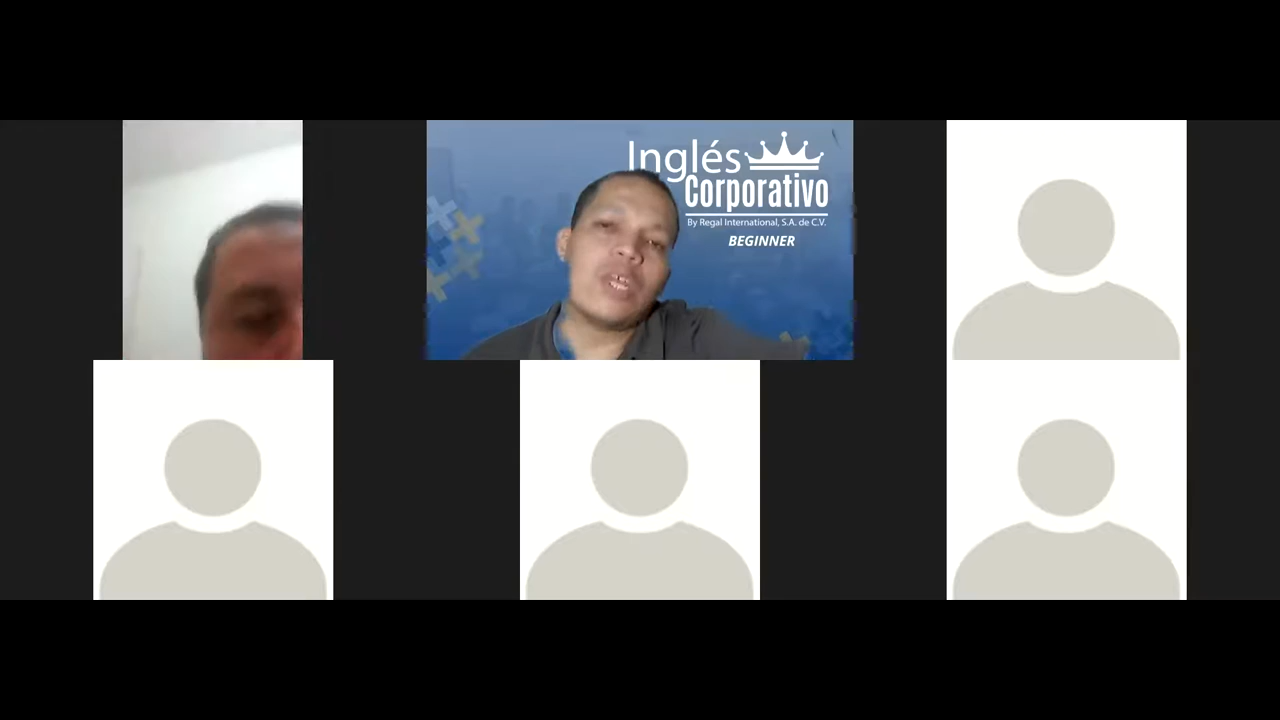 Inglés
Corporativo
By Regal International, S.A. de C.V.
BEGINNER